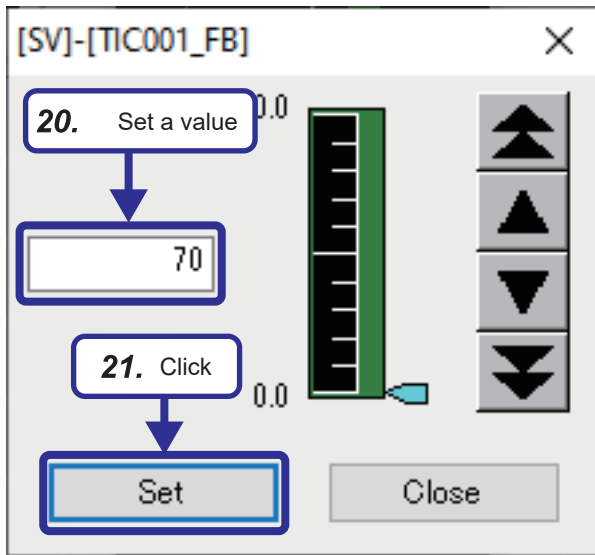 [SV]-[TIC001_FB]
20. Set a value
0.0
70
21. Click
0.0
Set
Close